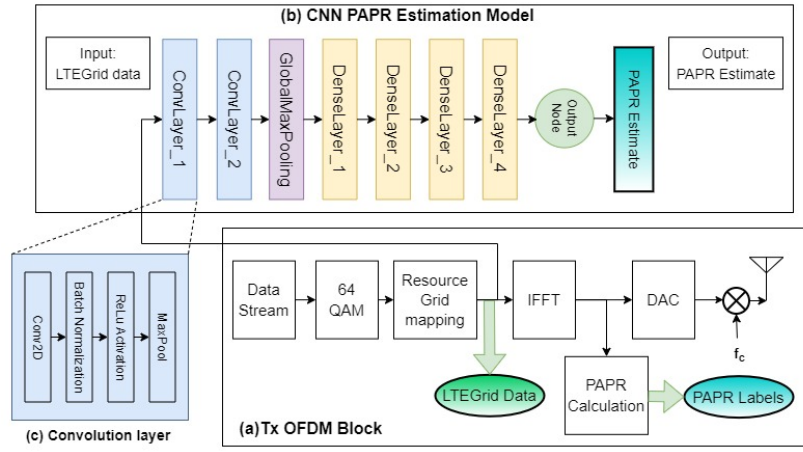 (b) CNN PAPR Estimation Model
Input:
LTEGrid data
ConvLayer_1
ConvLayer_2
GlobalMaxPooling
DenseLayer_1
DenseLayer_2
DenseLayer_3
DenseLayer_4
Output
Node
PAPR Estimate
Output:
PAPR Estimate
Data
Stream
64
QAM
Resource
Grid
mapping
IFFT
DAC
fc
LTEGrid Data
PAPR
Calculation
PAPR Labels
(a)Tx OFDM Block
Conv2D
Batch Normalization
ReLu Activation
MaxPool
(c) Convolution layer